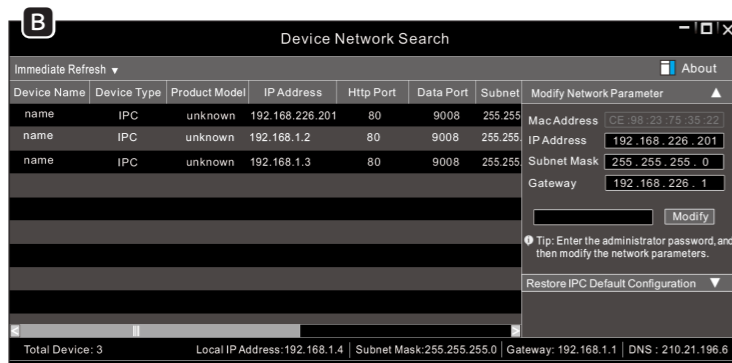 B
Device Network Search
Immediate Refresh ▼
About
Device Name Device Type Product Model IP Address Http Port Data Port Subnet
name IPC unknown 192.168.226.201 80 9008 255.255
name IPC unknown 192.168.1.2 80 9008 255.255.
name IPC unknown 192.168.1.3 80 9008 255.255.
Modify Network Parameter ▲
Mac Address CE :98 :23 :75 :35 :22
IP Address 192 .168 . 226 . 201
Subnet Mask 255 . 255 . 255 . 0
Gateway 192 .168 . 226 . 1
Modify
Tip: Enter the administrator password, and
then modify the network parameters.
Restore IPC Default Configuration ▼
Total Device: 3 Local IP Address:192.168.1.4 Subnet Mask:255.255.255.0 Gateway: 192.168.1.1 DNS : 210.21.196.6